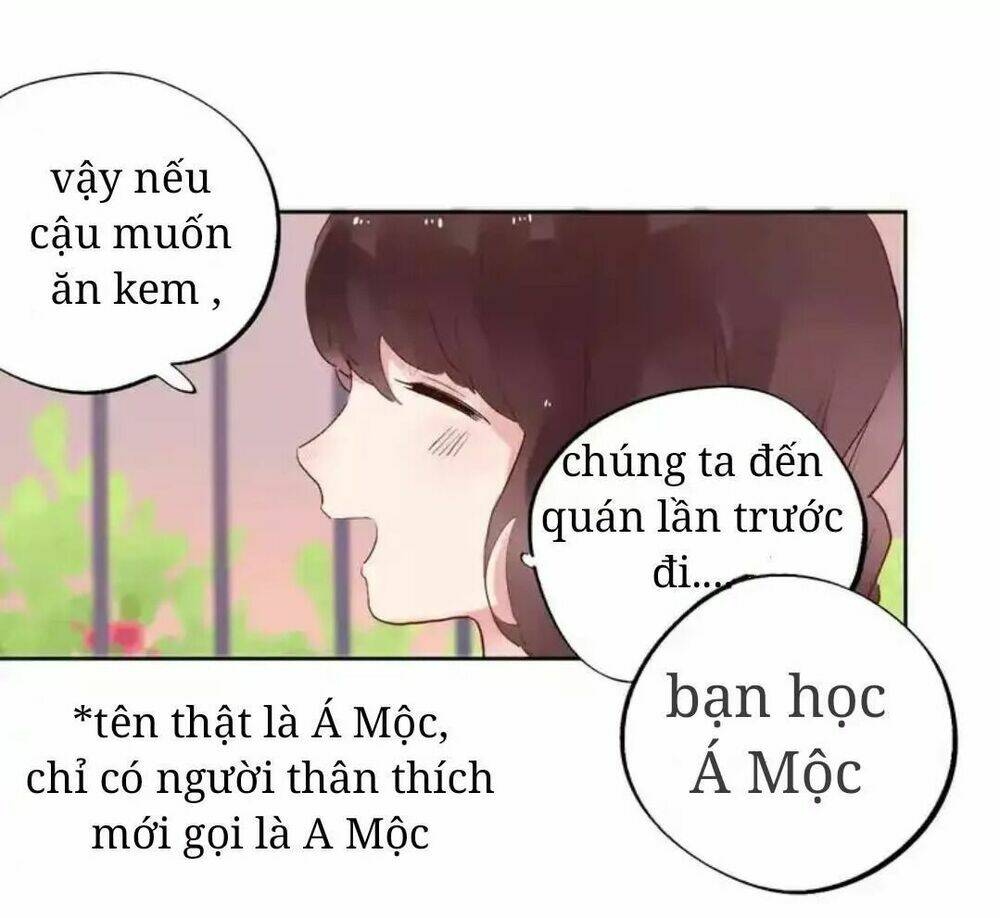 vậy nếu
cậu muốn
ăn kem ,
chúng ta đến
quán lần trước
đi....
bạn học
Á Mộc
*tên thật là Á Mộc,
chỉ có người thân thích
mới gọi là A Mộc